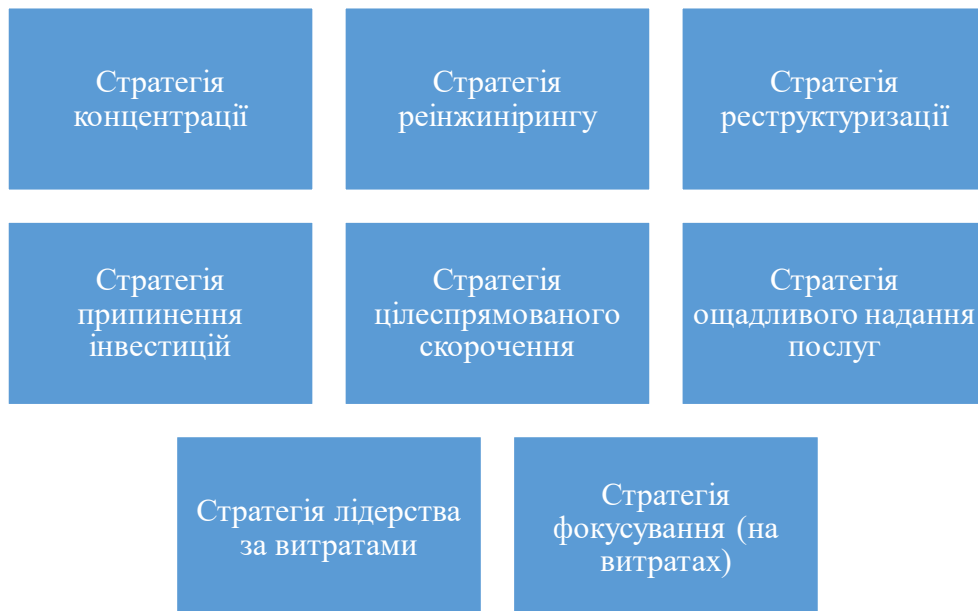 Стратегія
концентрації
Стратегія
реінжинірингу
Стратегія
реструктуризації
Стратегія
припинення
інвестицій
Стратегія
цілеспрямованого
скорочення
Стратегія
ощадливого надання
послуг
Стратегія лідерства
за витратами
Стратегія
фокусування (на
витратах)